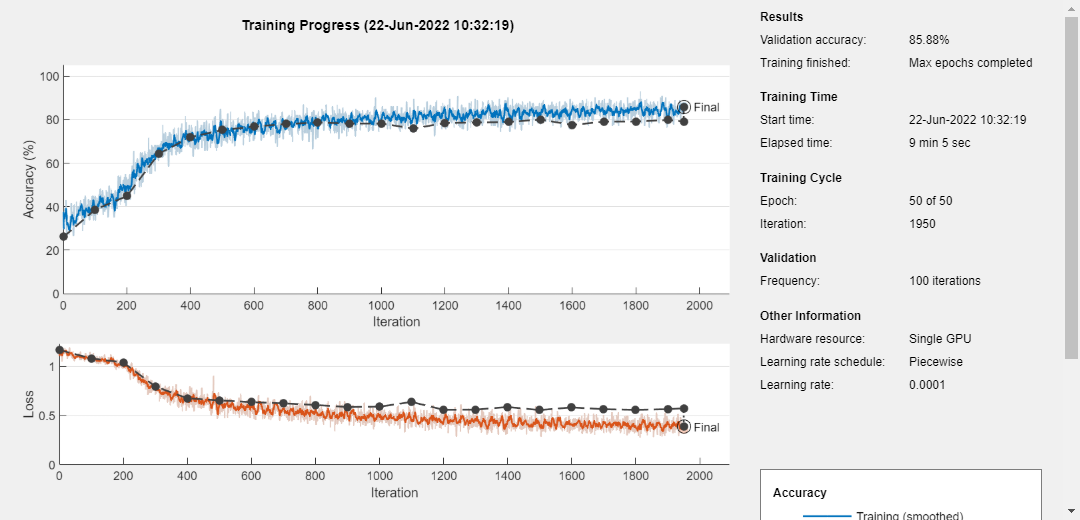 Training Progress (22-Jun-2022 10:32:19)
100
80
60
40
20
0
Accuracy (%)
Final
0 200 400 600 800 1000 1200 1400 1600 1800 2000
Iteration
1
0.5
0
Loss
Final
0 200 400 600 800 1000 1200 1400 1600 1800 2000
Iteration
Results
Validation accuracy: 85.88%
Training finished: Max epochs completed
Training Time
Start time: 22-Jun-2022 10:32:19
Elapsed time: 9 min 5 sec
Training Cycle
Epoch: 50 of 50
Iteration: 1950
Validation
Frequency: 100 iterations
Other Information
Hardware resource: Single GPU
Learning rate schedule: Piecewise
Learning rate: 0.0001
Accuracy
Training (smoothed)